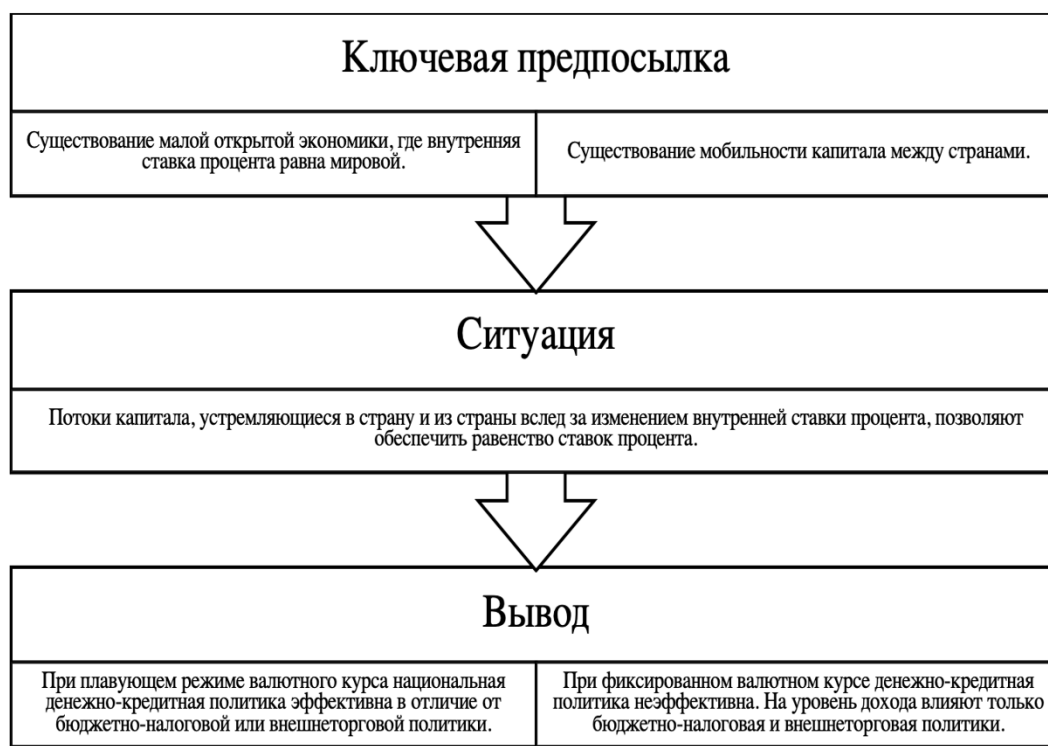 Ключевая предпосылка
Существование малой открытой экономики, где внутренняя
ставка процента равна мировой.
Существование мобильности капитала между странами.
Ситуация
Потоки капитала, устремляющиеся в страну и из страны вслед за изменением внутренней ставки процента, позволяют
обеспечить равенство ставок процента.
Вывод
При плавующем режиме валютного курса национальная
денежно-кредитная политика эффективна в отличие от
бюджетно-налоговой или внешнеторговой политики.
При фиксированном валютном курсе денежно-кредитная
политика неэффективна. На уровень дохода влияют только
бюджетно-налоговая и внешнеторговая политики.